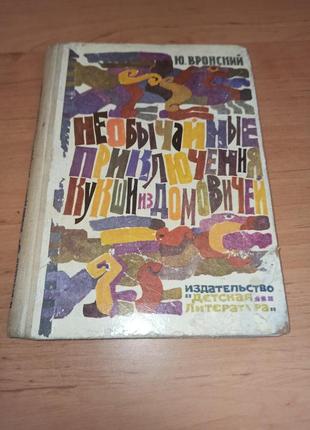 Ю. ВРОНСКИЙ
НЕОБЫЧАЙНЫЕ
ПРИКЛЮЧЕНИЯ
КУКШИ ИЗ ДОМОВИЧЕЙ
ИЗДАТЕЛЬСТВО
"ДЕТСКАЯ
ЛИТЕРАТУРА"